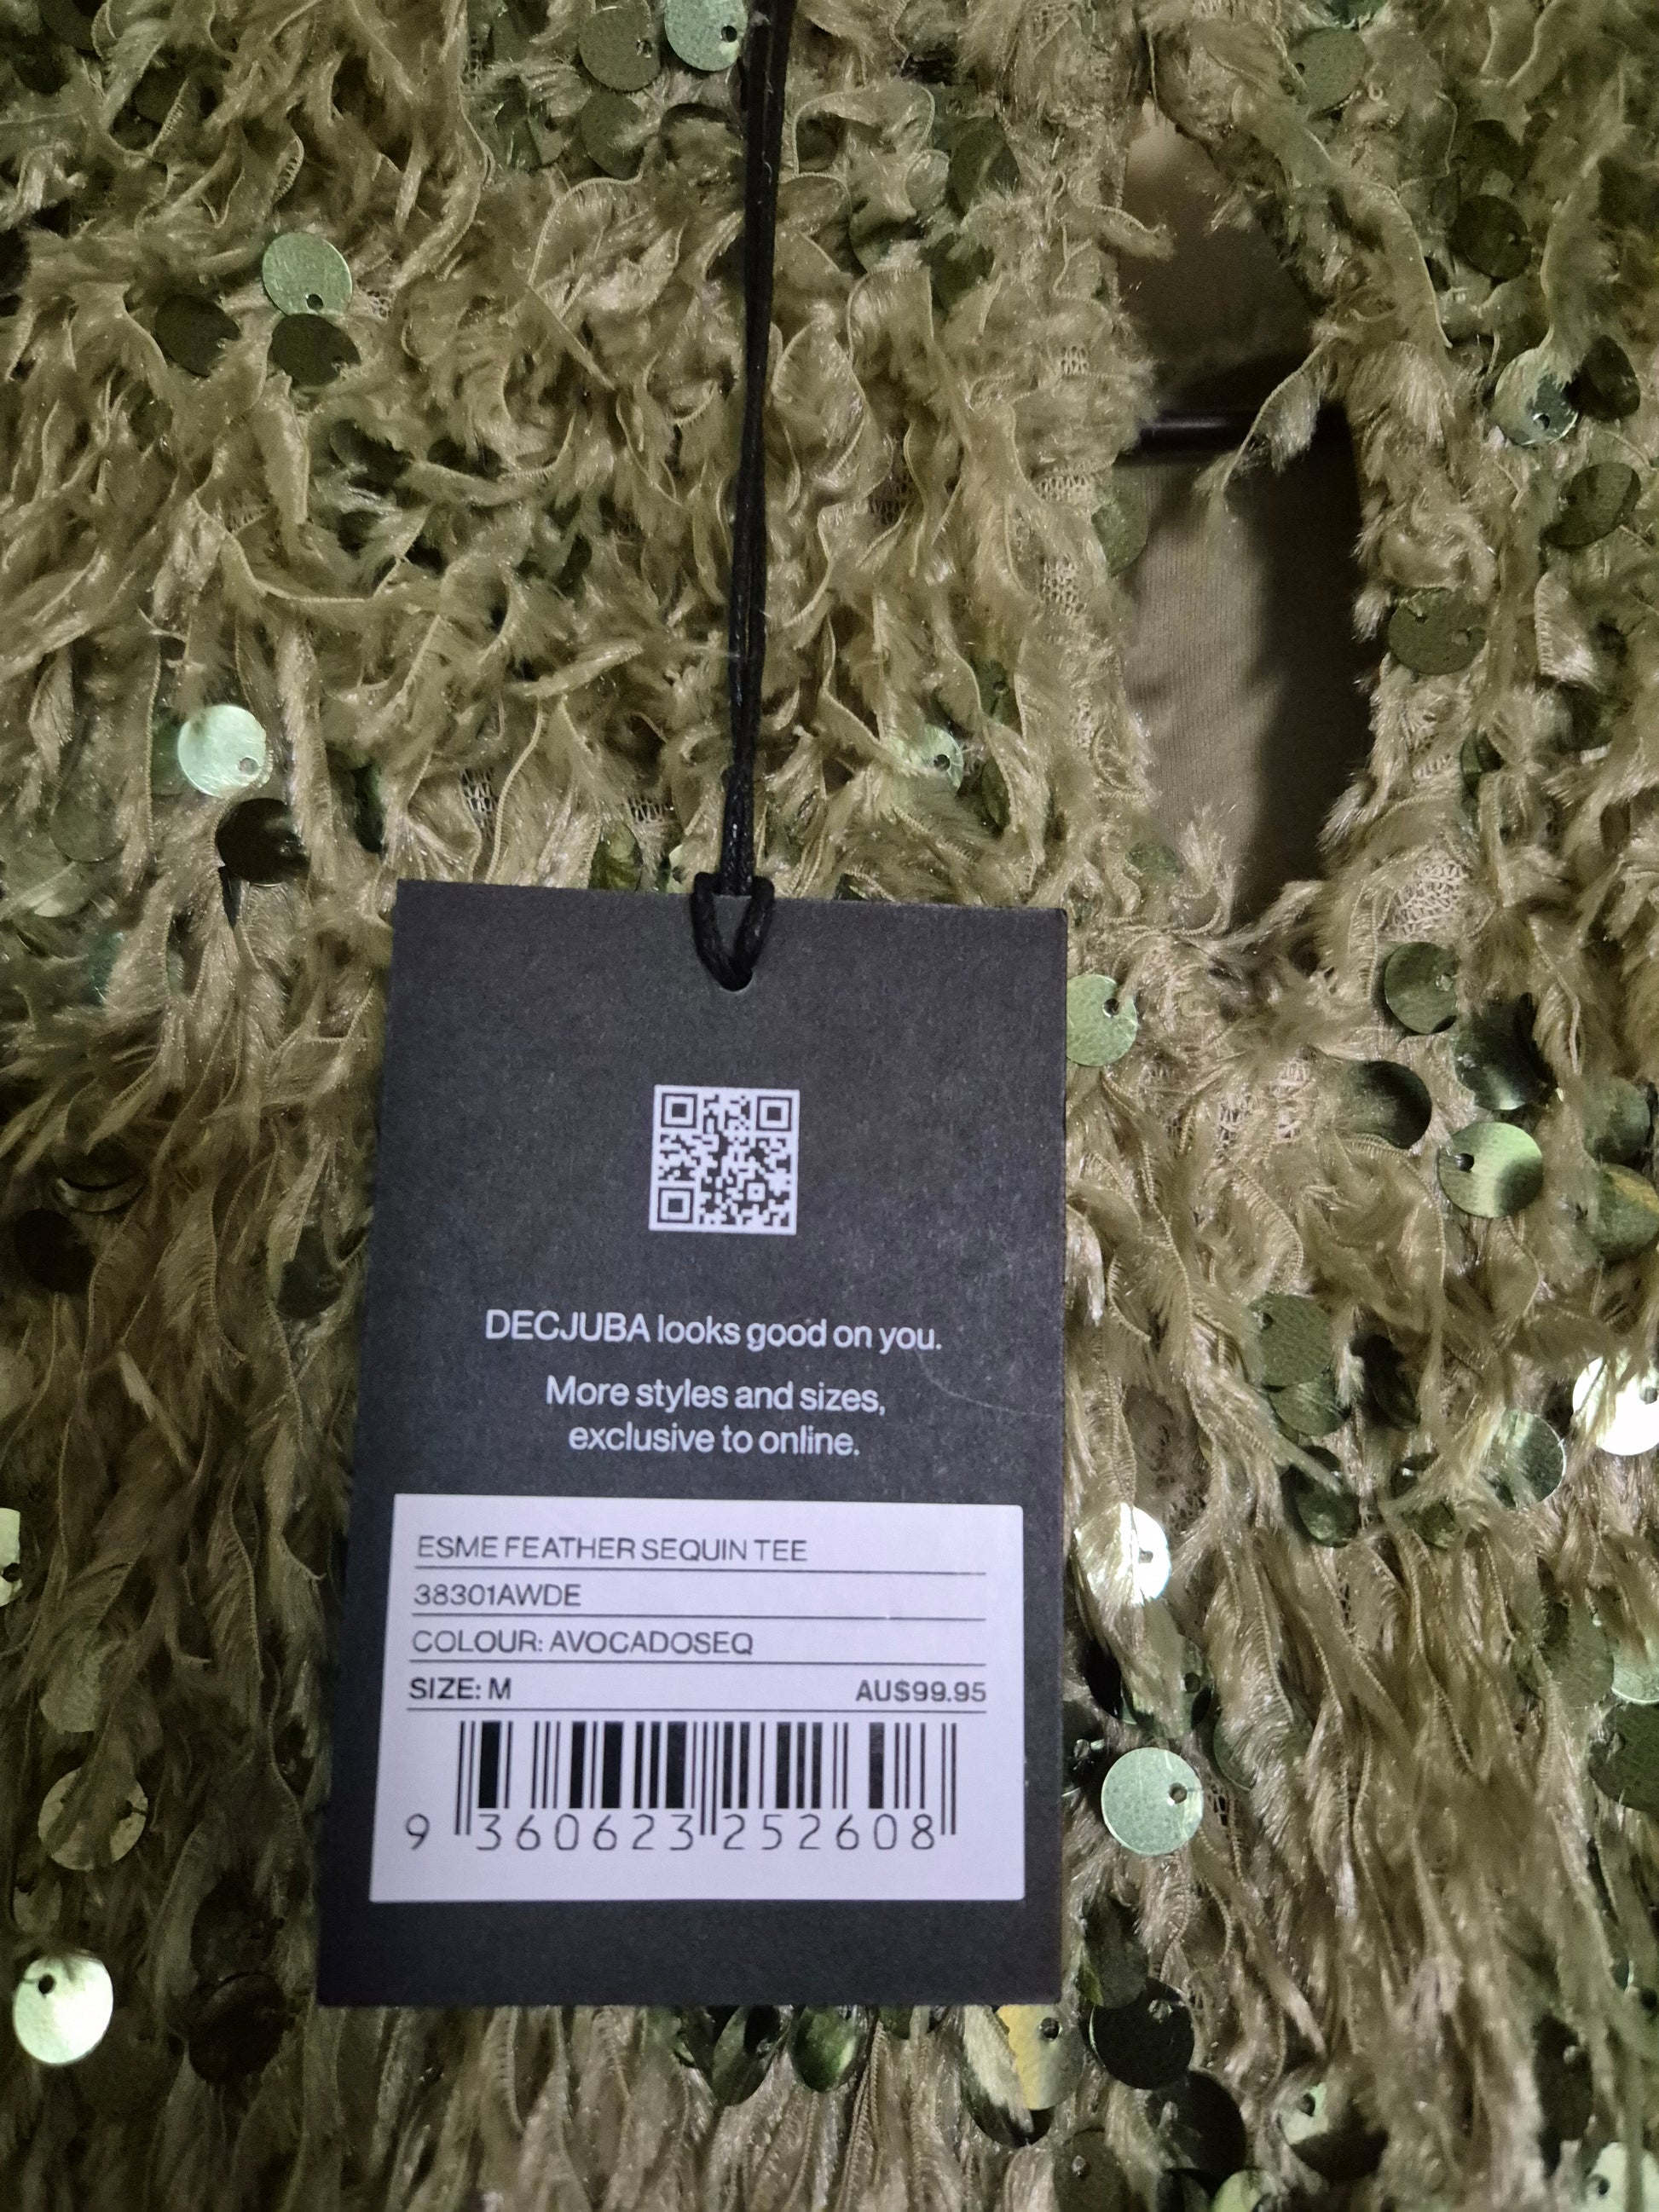 DECJUBA looks good on you.
More styles and sizes,
exclusive to online.
ESME FEATHER SEQUIN TEE
38301AWDE
COLOUR: AVOCADOSEQ
SIZE: M AU$99.95
9 360623 252608